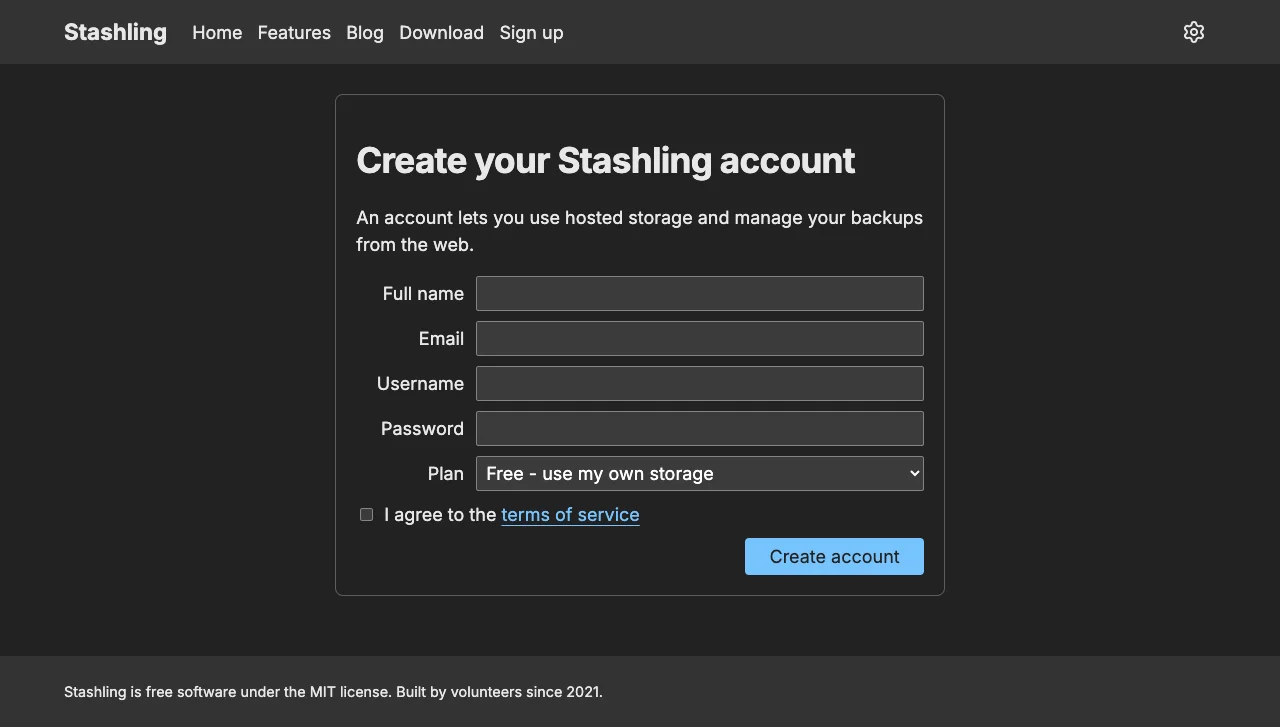 Stashling Home Features Blog Download Sign up
Create your Stashling account
An account lets you use hosted storage and manage your backups
from the web.
Full name
Email
Username
Password
Plan Free - use my own storage
I agree to the terms of service
Create account
Stashling is free software under the MIT license. Built by volunteers since 2021.